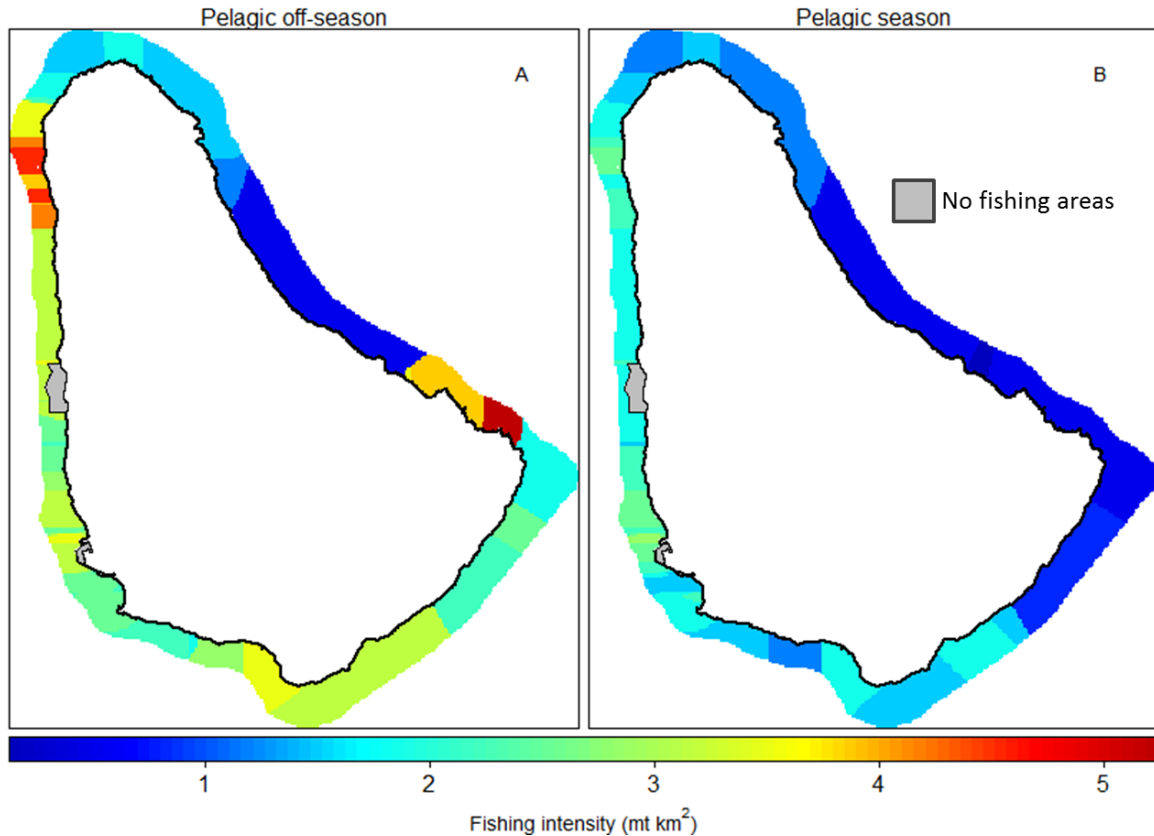 Pelagic off-season
Pelagic season
A
B
No fishing areas
1 2 3 4 5
Fishing intensity (mt km²)